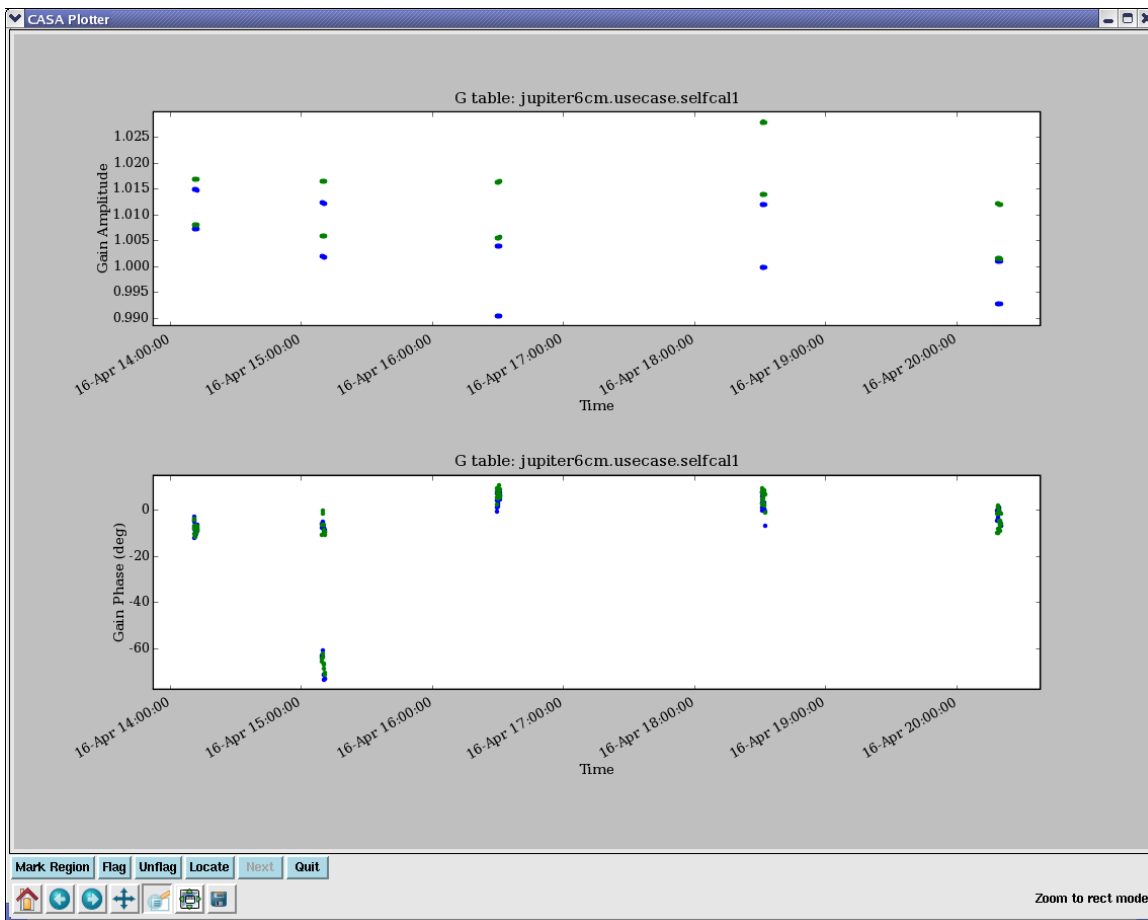 CASA Plotter
G table: jupiter6cm.usecase.selfcal1
Gain Amplitude
1.025
1.020
1.015
1.010
1.005
1.000
0.995
0.990
16-Apr 14:00:00
16-Apr 15:00:00
16-Apr 16:00:00
16-Apr 17:00:00
16-Apr 18:00:00
16-Apr 19:00:00
16-Apr 20:00:00
Time
G table: jupiter6cm.usecase.selfcal1
Gain Phase (deg)
0
-20
-40
-60
16-Apr 14:00:00
16-Apr 15:00:00
16-Apr 16:00:00
16-Apr 17:00:00
16-Apr 18:00:00
16-Apr 19:00:00
16-Apr 20:00:00
Time
Mark Region Flag Unflag Locate Next Quit
Zoom to rect mode